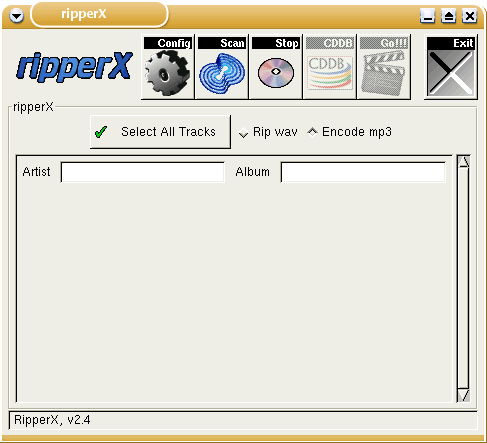 ripperX
ripperX
Config
Scan
Stop
CDDB
CDDB
Go!!!
Exit
ripperX
Select All Tracks
Rip wav
Encode mp3
Artist
Album
RipperX, v2.4